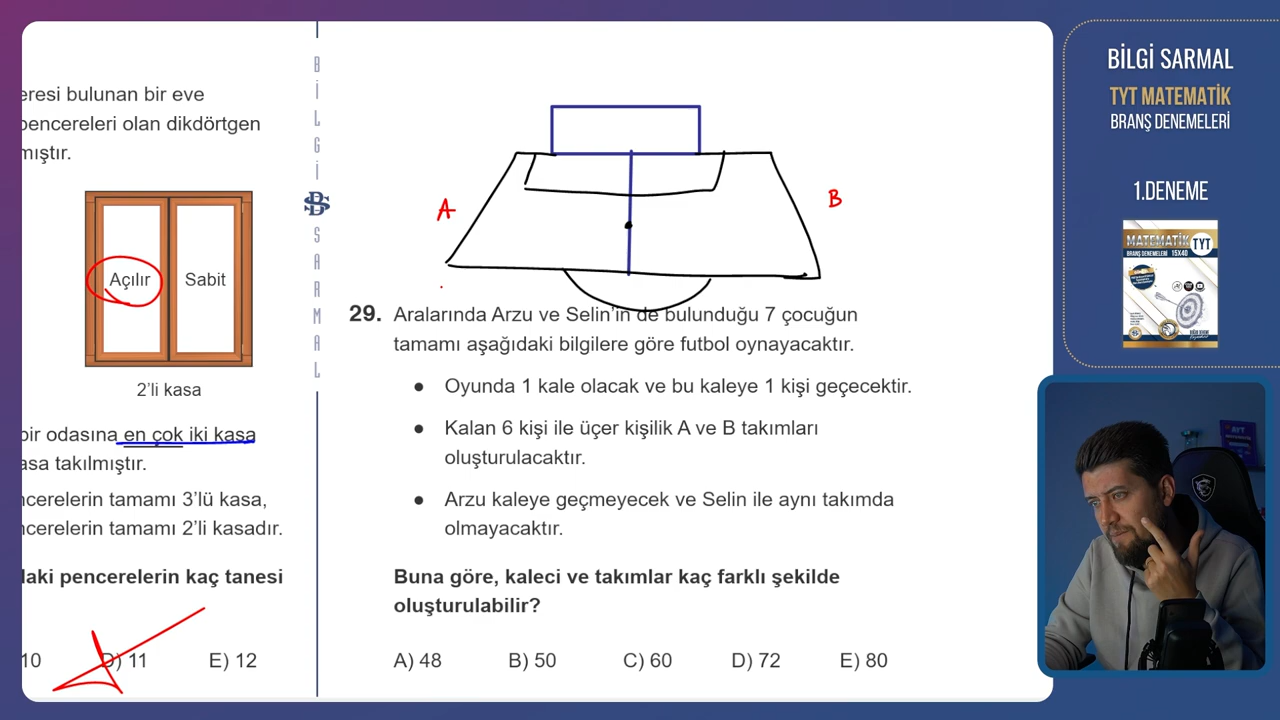 eresi bulunan bir eve
pencereleri olan dikdörtgen
mıştır.
Açılır
Sabit
2'li kasa
bir odasına en çok iki kasa
asa takılmıştır.
ncerelerin tamamı 3'lü kasa,
ncerelerin tamamı 2'li kasadır.
daki pencerelerin kaç tanesi
10
D) 11
E) 12
BİLGİ
SARMAL
A
B
29. Aralarında Arzu ve Selin'in de bulunduğu 7 çocuğun
tamamı aşağıdaki bilgilere göre futbol oynayacaktır.
● Oyunda 1 kale olacak ve bu kaleye 1 kişi geçecektir.
● Kalan 6 kişi ile üçer kişilik A ve B takımları
oluşturulacaktır.
● Arzu kaleye geçmeyecek ve Selin ile aynı takımda
olmayacaktır.
Buna göre, kaleci ve takımlar kaç farklı şekilde
oluşturulabilir?
A) 48
B) 50
C) 60
D) 72
E) 80
BİLGİ SARMAL
TYT MATEMATİK
BRANŞ DENEMELERİ
1.DENEME
MATEMATİK
TYT
BRANŞ DENEMELERİ 15X40